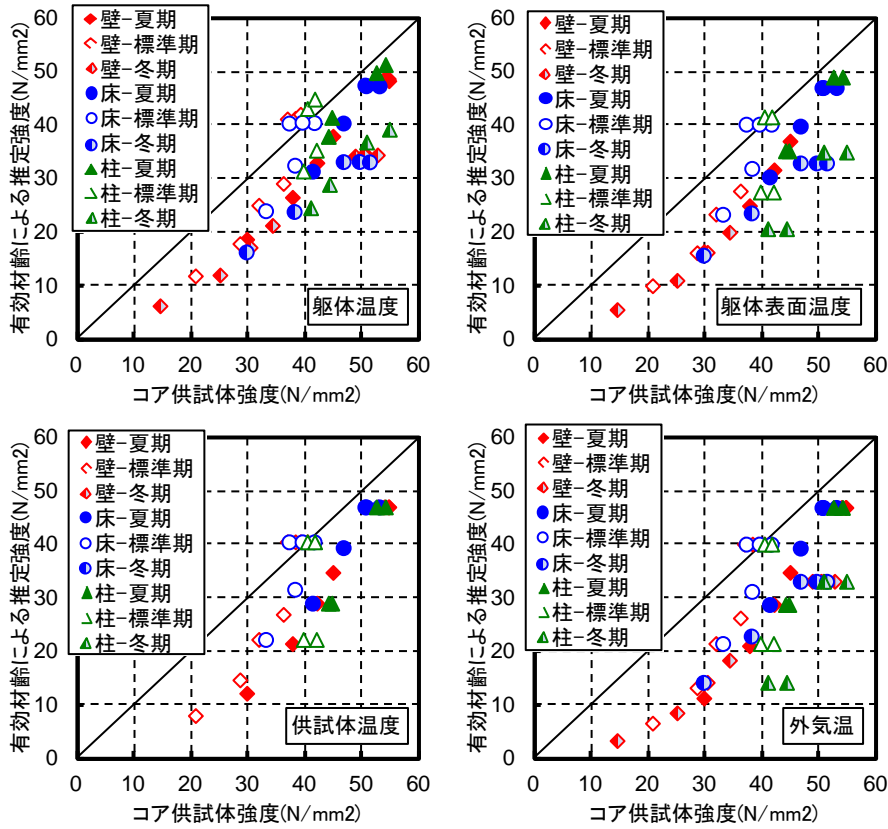 有効材齢による推定強度(N/mm2)
60
50
40
30
20
10
0
壁-夏期
壁-標準期
壁-冬期
床-夏期
床-標準期
床-冬期
柱-夏期
柱-標準期
柱-冬期
躯体温度
0 10 20 30 40 50 60
コア供試体強度(N/mm2)
有効材齢による推定強度(N/mm2)
60
50
40
30
20
10
0
壁-夏期
壁-標準期
壁-冬期
床-夏期
床-標準期
床-冬期
柱-夏期
柱-標準期
柱-冬期
躯体表面温度
0 10 20 30 40 50 60
コア供試体強度(N/mm2)
有効材齢による推定強度(N/mm2)
60
50
40
30
20
10
0
壁-夏期
壁-標準期
壁-冬期
床-夏期
床-標準期
床-冬期
柱-夏期
柱-標準期
柱-冬期
供試体温度
0 10 20 30 40 50 60
コア供試体強度(N/mm2)
有効材齢による推定強度(N/mm2)
60
50
40
30
20
10
0
壁-夏期
壁-標準期
壁-冬期
床-夏期
床-標準期
床-冬期
柱-夏期
柱-標準期
柱-冬期
外気温
0 10 20 30 40 50 60
コア供試体強度(N/mm2)